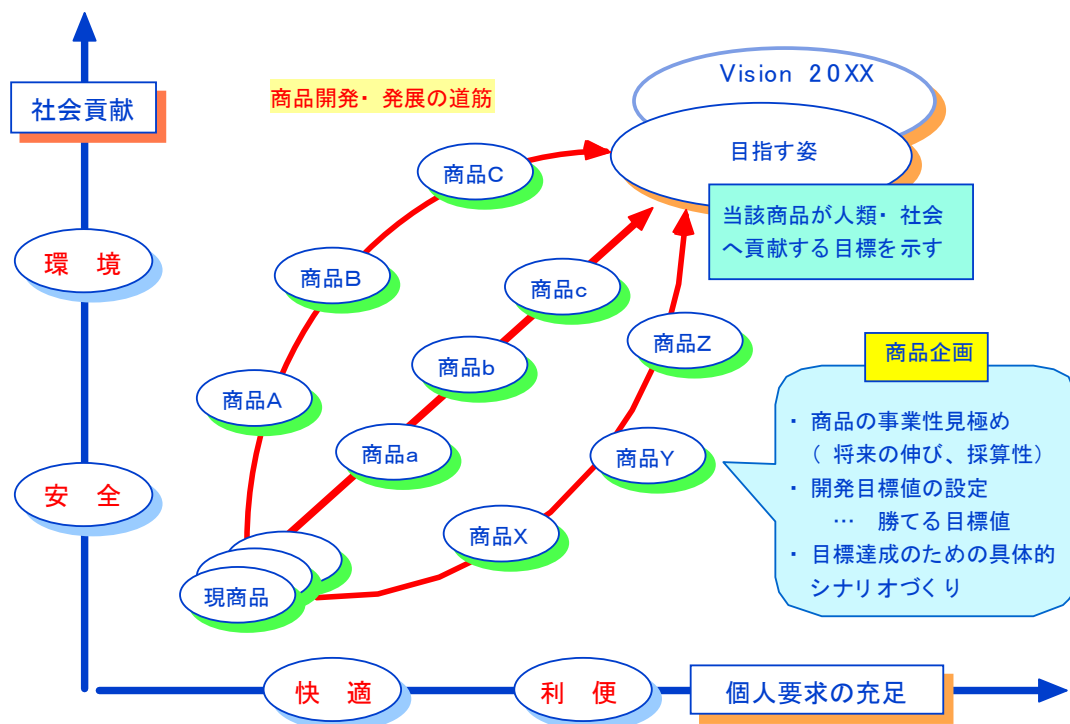 Vision 20XX
社会貢献
商品開発・発展の道筋
目指す姿
商品C
当該商品が人類・社会
へ貢献する目標を示す
環　境
商品B
商品c
商品Z
商品企画
商品b
商品A
・ 商品の事業性見極め
（ 将来の伸び、採算性）
・ 開発目標値の設定
… 勝てる目標値
・ 目標達成のための具体的
シナリオづくり
商品a
商品Y
安　全
商品X
現商品
快　適
利　便
個人要求の充足